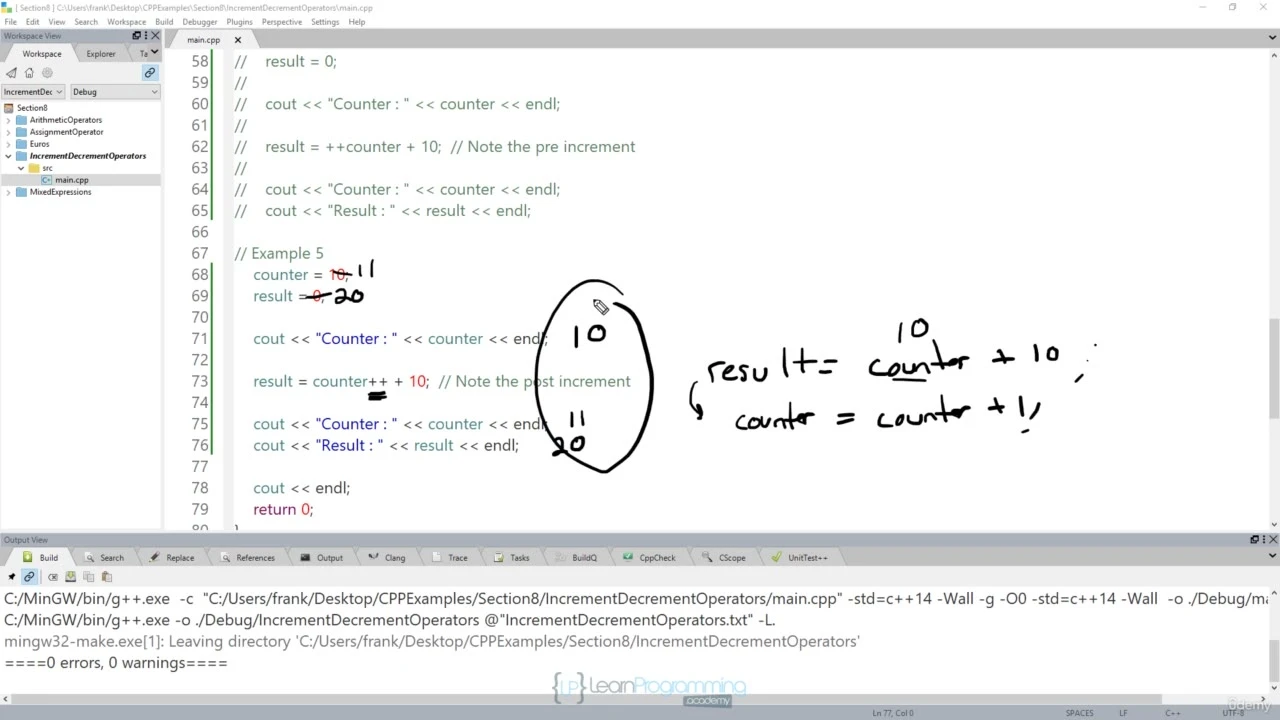 [ Section8 ] C:\Users\frank\Desktop\CPPExamples\Section8\IncrementDecrementOperators\main.cpp
File Edit View Search Workspace Build Debugger Plugins Perspective Settings Help
Workspace View
Workspace Explorer Ta
IncrementDec Debug
Section8
ArithmeticOperators
AssignmentOperator
Euros
IncrementDecrementOperators
src
main.cpp
MixedExpressions
main.cpp
58 // result = 0;
59 //
60 // cout << "Counter : " << counter << endl;
61 //
62 // result = ++counter + 10; // Note the pre increment
63 //
64 // cout << "Counter : " << counter << endl;
65 // cout << "Result : " << result << endl;
66
67 // Example 5
68 counter = 10; 11
69 result = 0; 20
70
71 cout << "Counter : " << counter << endl; 10
72
73 result = counter++ + 10; // Note the post increment
74
75 cout << "Counter : " << counter << endl; 11
76 cout << "Result : " << result << endl; 20
77
78 cout << endl;
79 return 0;
80 }
10
result = counter + 10 ;
counter = counter + 1;
Output View
Build Search Replace References Output Clang Trace Tasks BuildQ CppCheck CScope UnitTest++
C:/MinGW/bin/g++.exe -c "C:/Users/frank/Desktop/CPPExamples/Section8/IncrementDecrementOperators/main.cpp" -std=c++14 -Wall -g -O0 -std=c++14 -Wall -o ./Debug/ma
C:/MinGW/bin/g++.exe -o ./Debug/IncrementDecrementOperators @"IncrementDecrementOperators.txt" -L.
mingw32-make.exe[1]: Leaving directory 'C:/Users/frank/Desktop/CPPExamples/Section8/IncrementDecrementOperators'
====0 errors, 0 warnings====
{LP} LearnProgramming .academy
Udemy
Ln 77, Col 0 SPACES LF C++ UTF-8